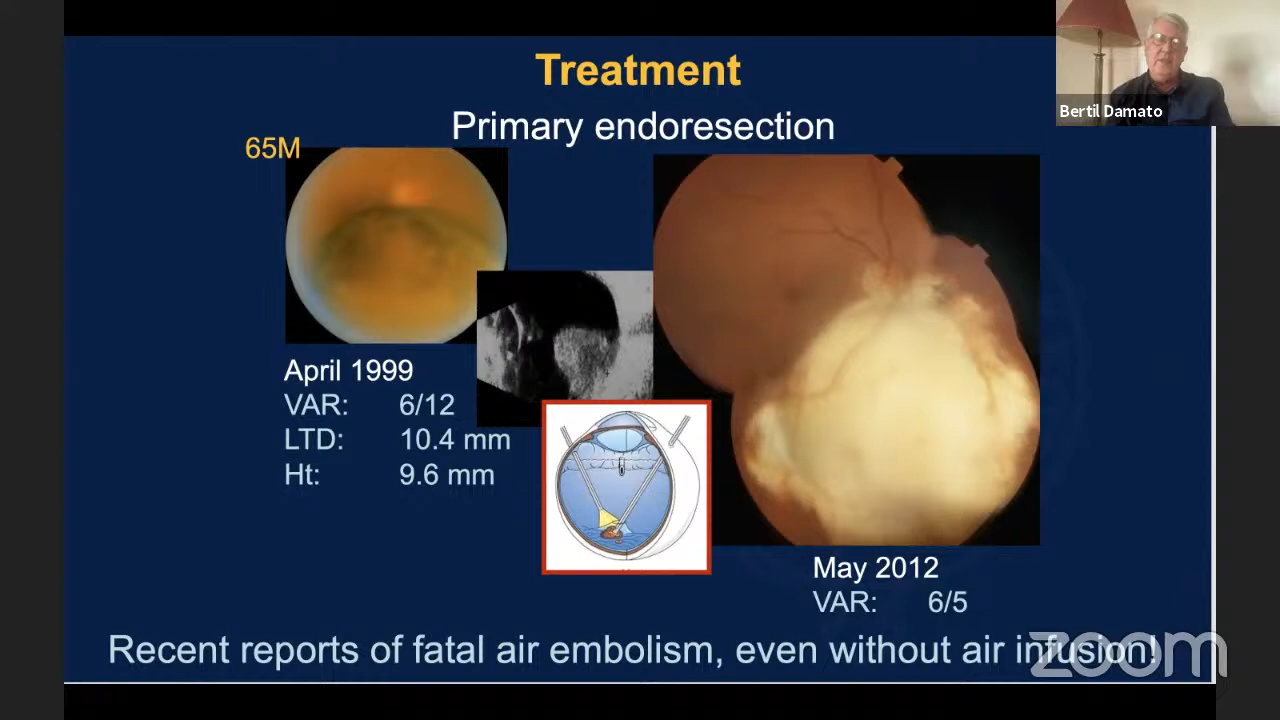 Treatment
Primary endoresection
65M
Bertil Damato
April 1999
VAR: 6/12
LTD: 10.4 mm
Ht: 9.6 mm
May 2012
VAR: 6/5
Recent reports of fatal air embolism, even without air infusion!
zoom